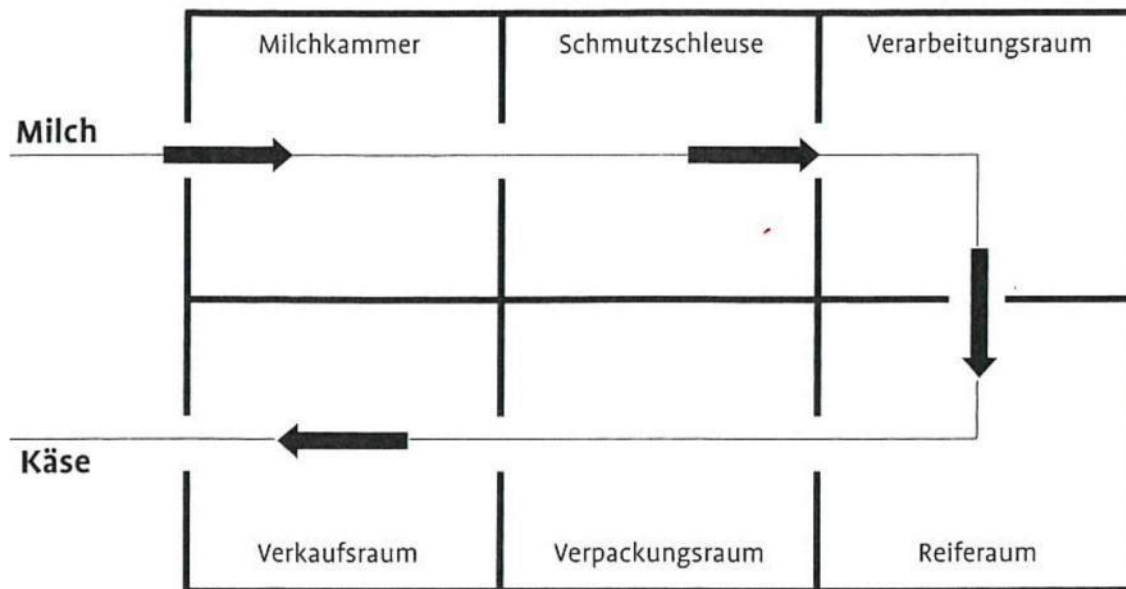 Milchkammer
Schmutzschleuse
Verarbeitungsraum
Milch
Käse
Verkaufsraum
Verpackungsraum
Reiferaum